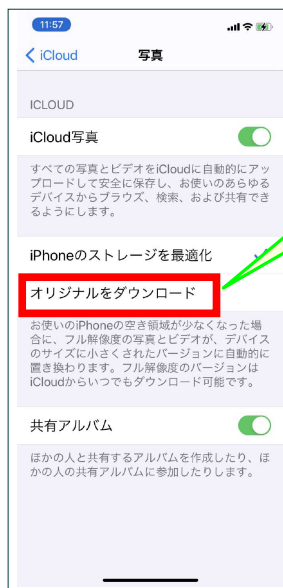 11:57
iCloud
写真
ICLOUD
iCloud写真
すべての写真とビデオをiCloudに自動的にアッ
プロードして安全に保存し、お使いのあらゆる
デバイスからブラウズ、検索、および共有でき
るようにします。
iPhoneのストレージを最適化
オリジナルをダウンロード
お使いのiPhoneの空き領域が少なくなった場
合に、フル解像度の写真とビデオが、デバイス
のサイズに小さくされたバージョンに自動的に
置き換わります。フル解像度のバージョンは
iCloudからいつでもダウンロード可能です。
共有アルバム
ほかの人と共有するアルバムを作成したり、ほ
かの人の共有アルバムに参加したりします。